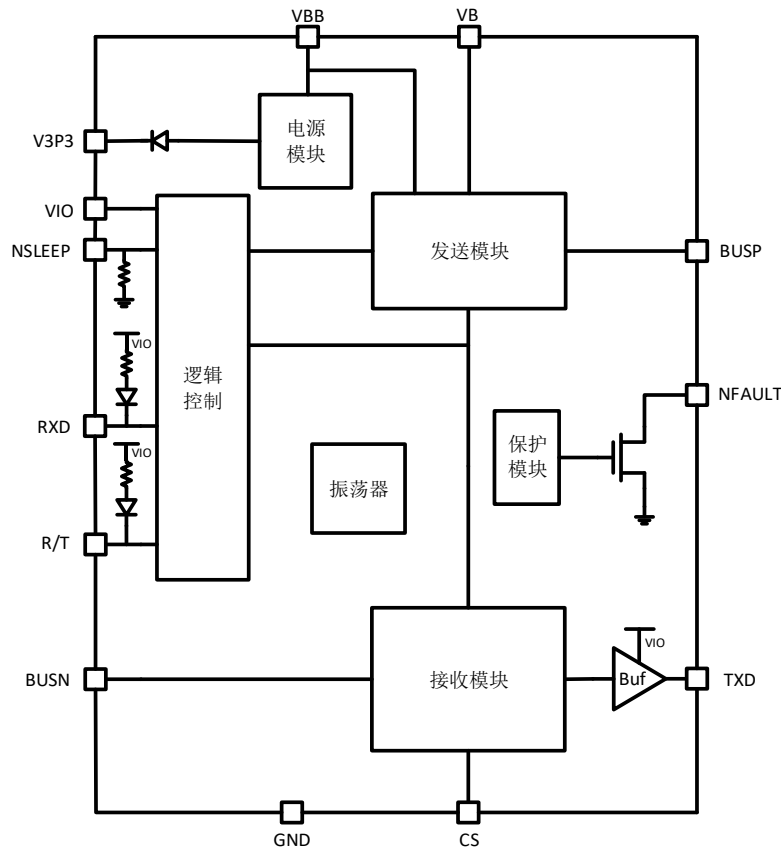 VBB
VB
V3P3
电源
模块
VIO
NSLEEP
发送模块
BUSP
VIO
逻辑
控制
NFAULT
RXD
保护
模块
VIO
振荡器
R/T
VIO
BUSN
接收模块
Buf
TXD
GND
CS